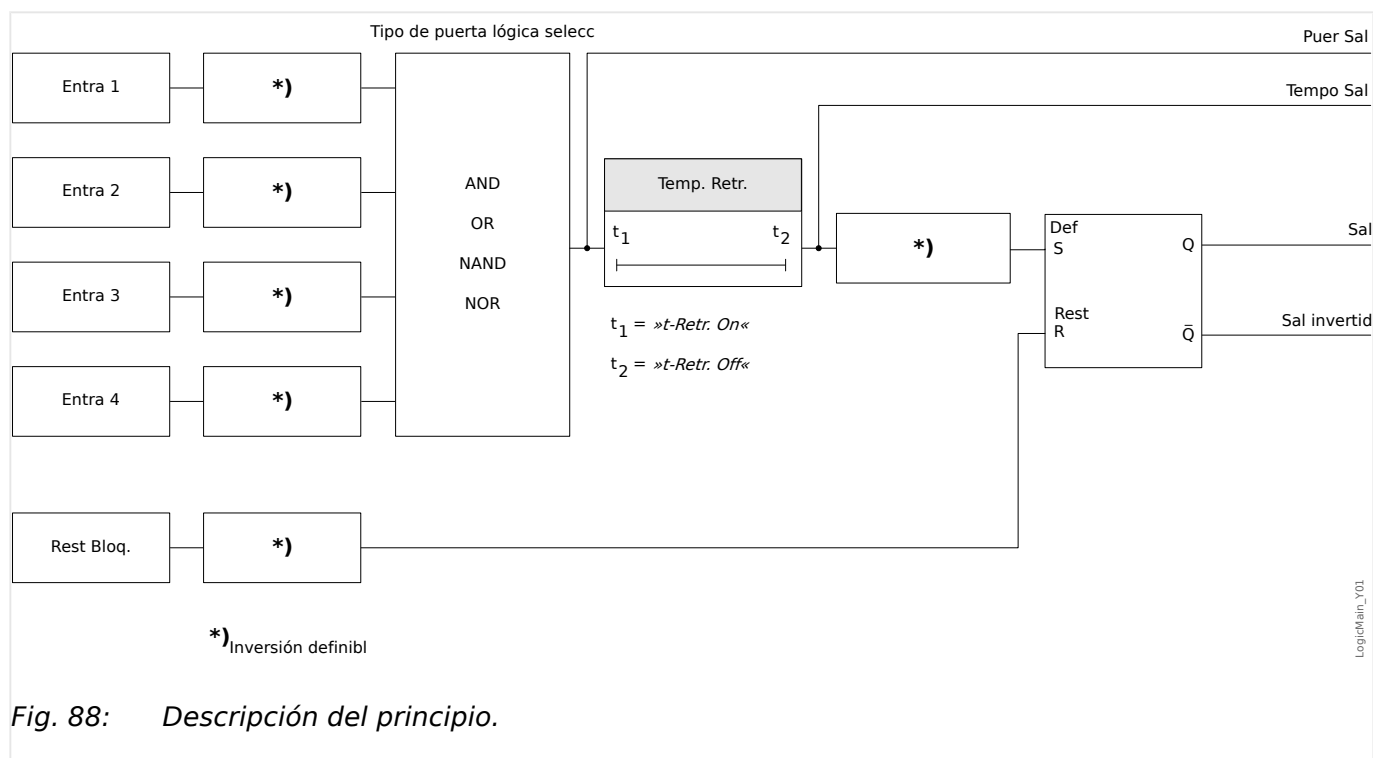 Tipo de puerta lógica selecc
Puer Sal
Entra 1
*)
Tempo Sal
Entra 2
*)
AND
OR
NAND
NOR
Temp. Retr.
t1
t2
*)
Def
S
Q
Sal
Entra 3
*)
t1 = »t-Retr. On«
t2 = »t-Retr. Off«
Rest
R
Q̅
Sal invertid
Entra 4
*)
Rest Bloq.
*)
*)Inversión definibl
LogicMain_Y01
Fig. 88: Descripción del principio.